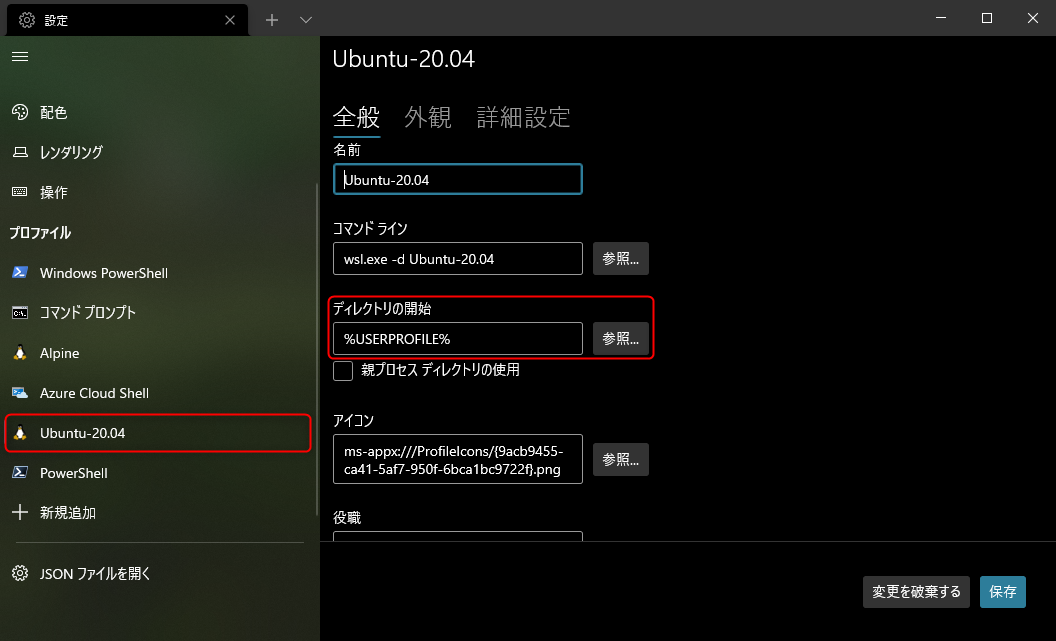 設定
配色
レンダリング
操作
プロファイル
Windows PowerShell
コマンド プロンプト
Alpine
Azure Cloud Shell
Ubuntu-20.04
PowerShell
新規追加
JSON ファイルを開く
Ubuntu-20.04
全般 外観 詳細設定
名前
Ubuntu-20.04
コマンド ライン
wsl.exe -d Ubuntu-20.04
参照...
ディレクトリの開始
%USERPROFILE%
参照...
親プロセス ディレクトリの使用
アイコン
ms-appx:///ProfileIcons/{9acb9455-
ca41-5af7-950f-6bca1bc9722f}.png
参照...
役職
変更を破棄する
保存